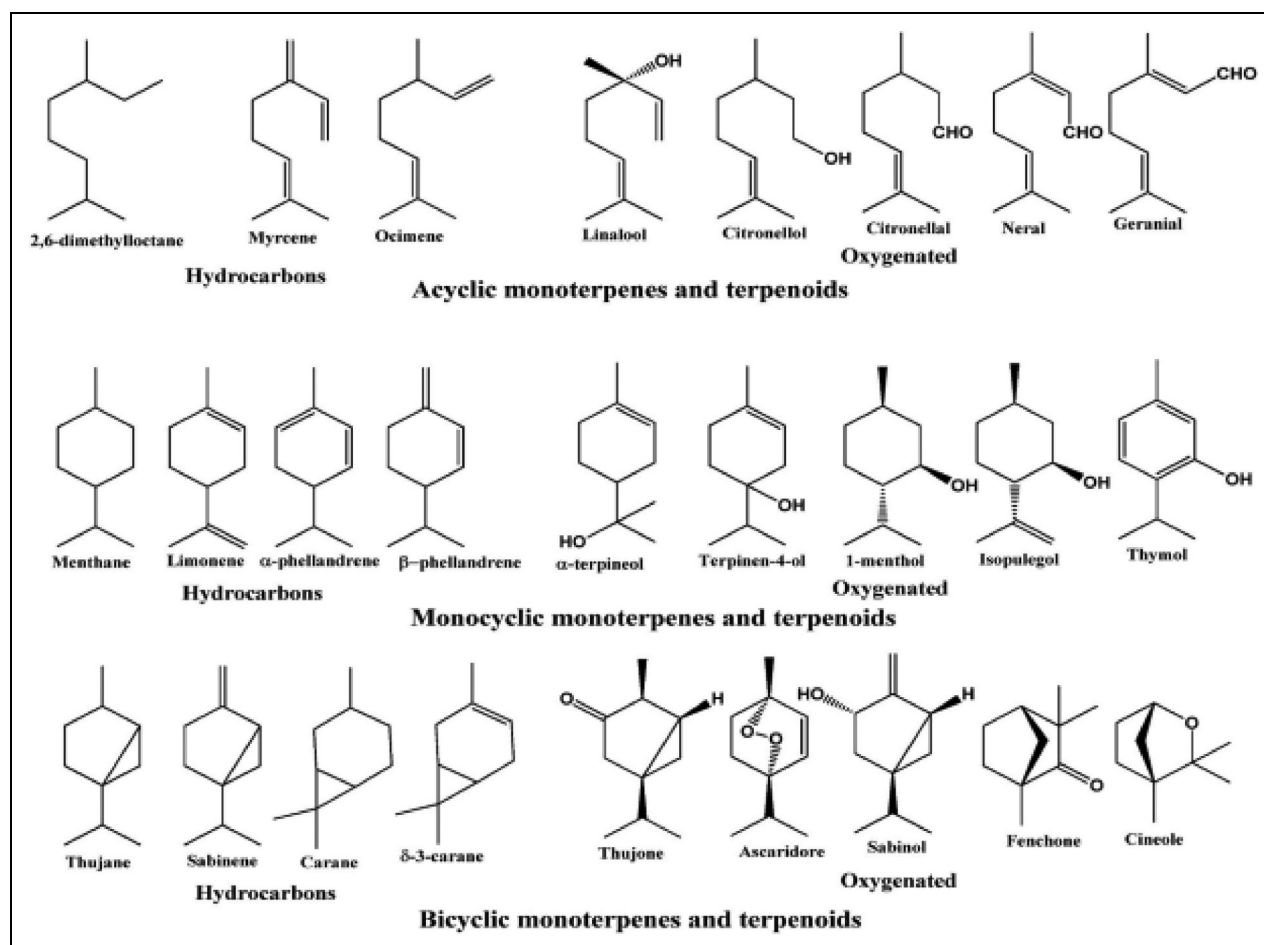 OH
CHO
OH
CHO
CHO
2,6-dimethylloctane Myrcene Ocimene Linalool Citronellol Citronellal Neral Geranial
Hydrocarbons Oxygenated
Acyclic monoterpenes and terpenoids
OH
HO
OH
OH
OH
Menthane Limonene α-phellandrene β–phellandrene α-terpineol Terpinen-4-ol 1-menthol Isopulegol Thymol
Hydrocarbons Oxygenated
Monocyclic monoterpenes and terpenoids
O H O O HO H O O
Thujane Sabinene Carane δ-3-carane Thujone Ascaridore Sabinol Fenchone Cineole
Hydrocarbons Oxygenated
Bicyclic monoterpenes and terpenoids